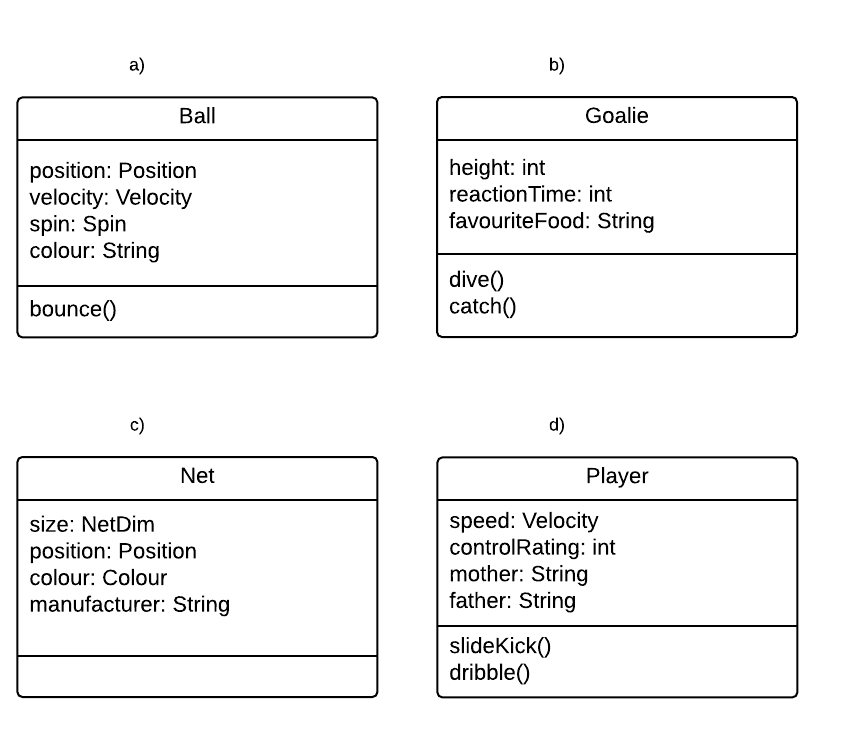 a)
Ball
position: Position
velocity: Velocity
spin: Spin
colour: String
bounce()
b)
Goalie
height: int
reactionTime: int
favouriteFood: String
dive()
catch()
c)
Net
size: NetDim
position: Position
colour: Colour
manufacturer: String
d)
Player
speed: Velocity
controlRating: int
mother: String
father: String
slideKick()
dribble()